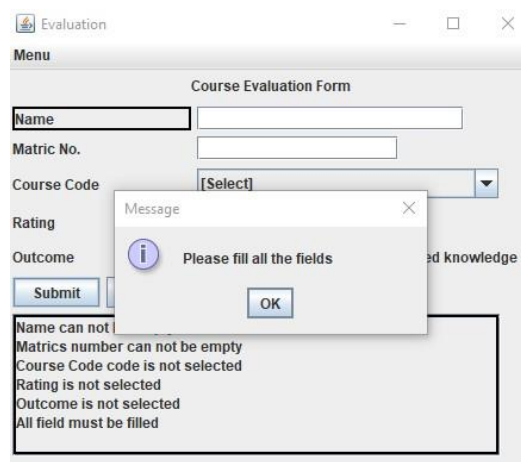 Evaluation
Menu
Course Evaluation Form
Name
Matric No.
Course Code
[Select]
Message
Rating
Please fill all the fields
Outcome
knowledge
Submit
OK
Name can not
Matrics number can not be empty
Course Code code is not selected
Rating is not selected
Outcome is not selected
All field must be filled